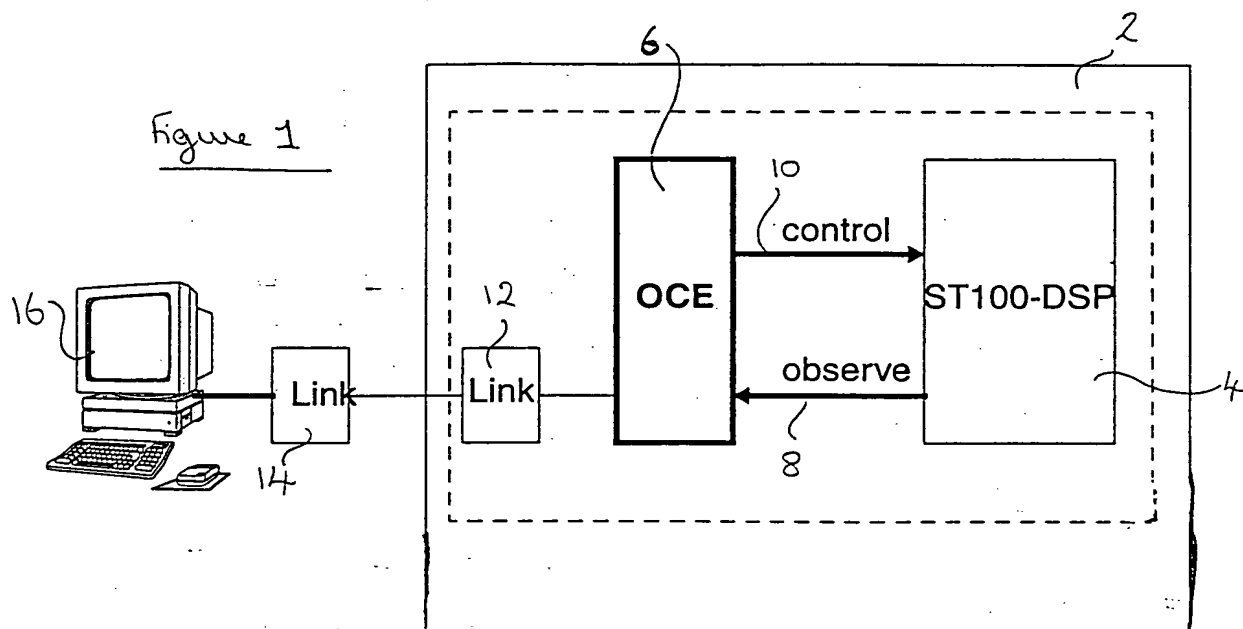 Figure 1
6
2
10
control
OCE
ST100-DSP
16
12
Link
Link
observe
4
14
8